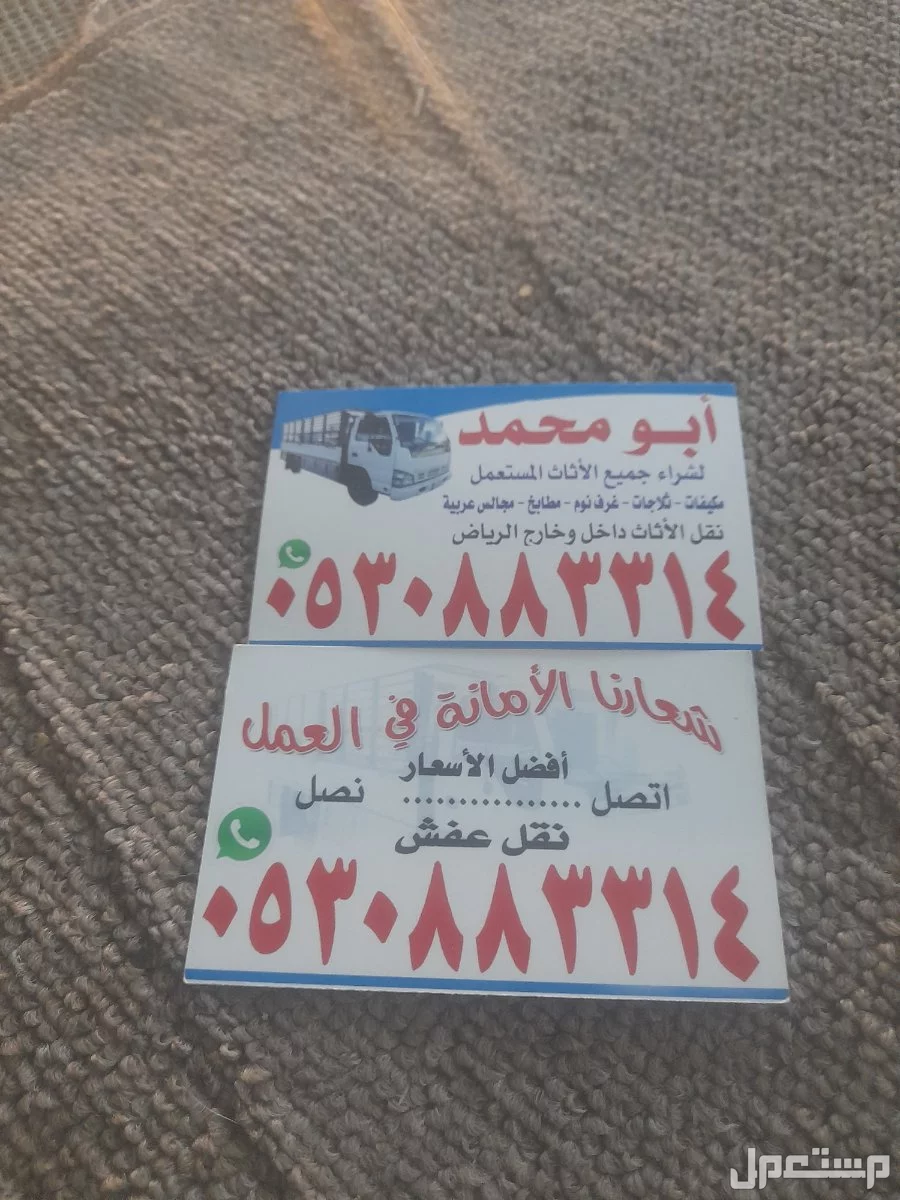 أبو محمد
لشراء جميع الأثاث المستعمل
مكيفات - ثلاجات - غرف نوم - مطابخ - مجالس عربية
نقل الأثاث داخل وخارج الرياض
٠٥٣٠٨٨٣٣١٤
شعارنا الأمانة في العمل
أفضل الأسعار
اتصل ................ نصل
نقل عفش
٠٥٣٠٨٨٣٣١٤
مستعمل